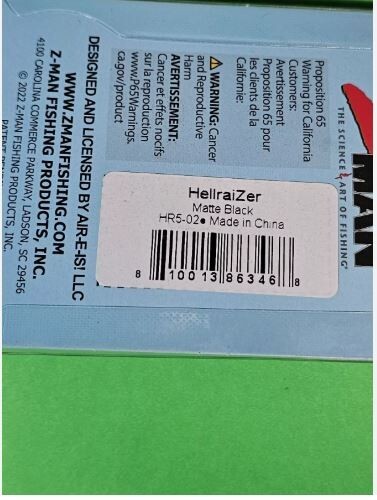 Proposition 65
Warning for California
Customers:
Avertissement
Proposition 65 pour
les clients de la
Californie:
⚠ WARNING: Cancer
and Reproductive
Harm
AVERTISSEMENT:
Cancer et effets nocifs
sur la reproduction
www.P65Warnings.
ca.gov/product
DESIGNED AND LICENSED BY AIR-E-IS! LLC
WWW.ZMANFISHING.COM
Z-MAN FISHING PRODUCTS, INC.
4100 CAROLINA COMMERCE PARKWAY, LADSON, SC 29456
© 2022 Z-MAN FISHING PRODUCTS, INC.
MAN
THE SCIENCE & ART OF FISHING
HellraiZer
Matte Black
HR5-02● Made in China
8 10013 86346 8